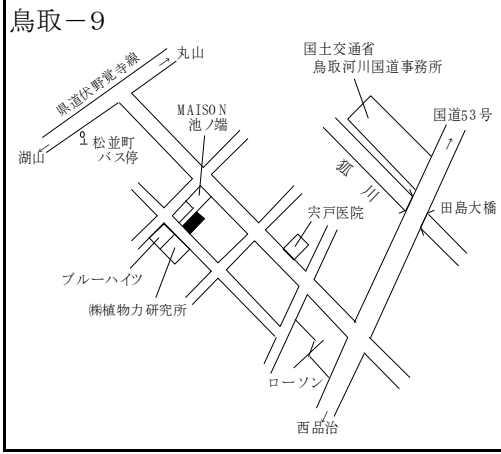 鳥取－9
丸山
→
県道伏野覚寺線
湖山
←
松並町
バス停
MAISON
池ノ端
国土交通省
鳥取河川国道事務所
国道53号
→
狐川
田島大橋
宍戸医院
ブルーハイツ
㈱植物力研究所
ローソン
←
西品治